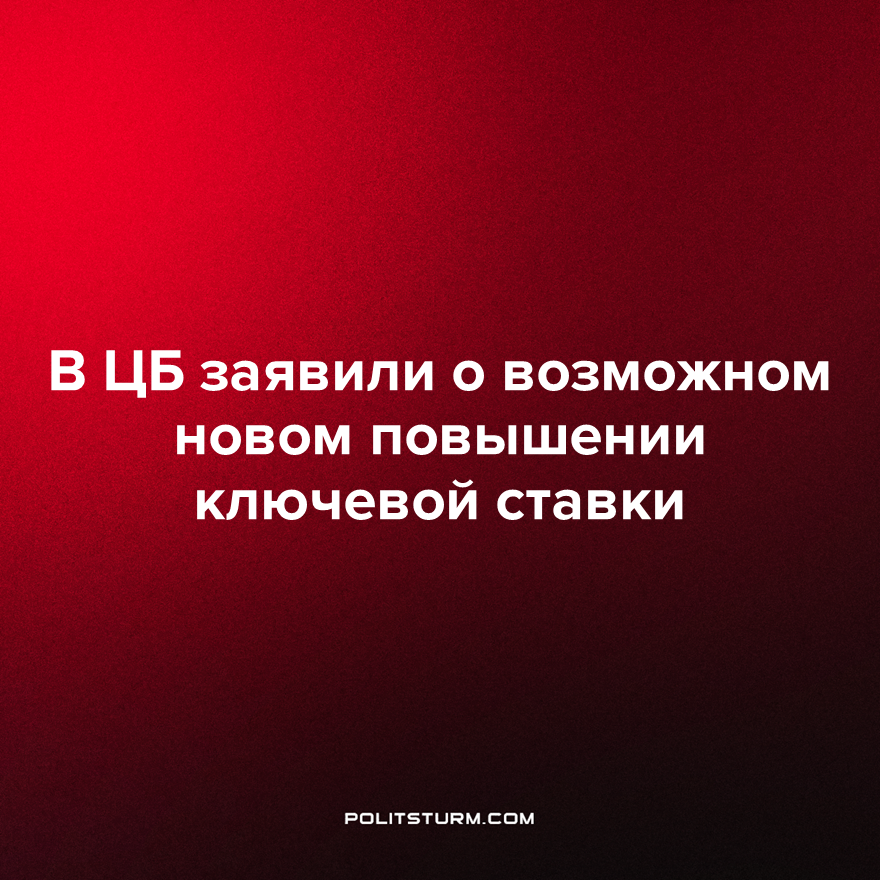 В ЦБ заявили о возможном
новом повышении
ключевой ставки
POLITSTURM.COM